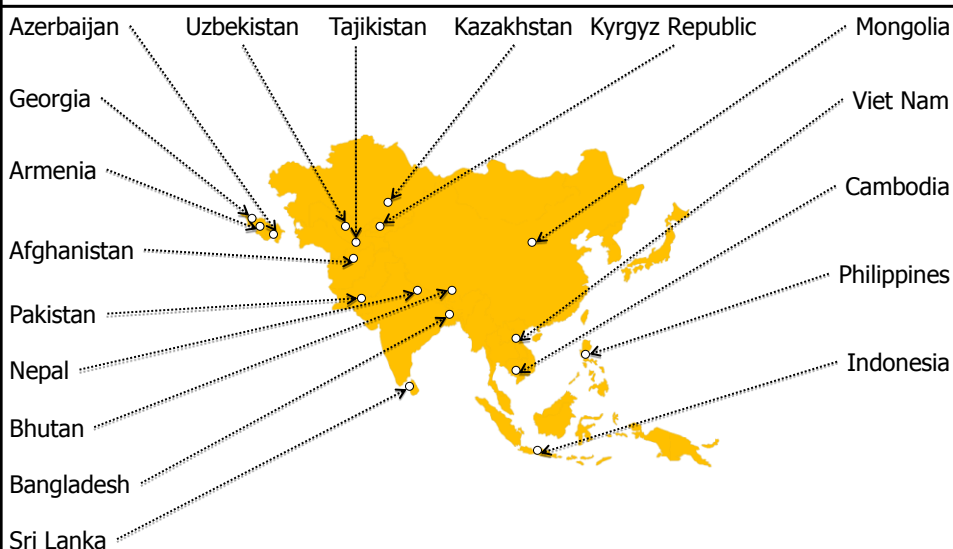 Azerbaijan Uzbekistan Tajikistan Kazakhstan Kyrgyz Republic Mongolia
Georgia Viet Nam
Armenia Cambodia
Afghanistan
Philippines
Pakistan
Nepal Indonesia
Bhutan
Bangladesh
Sri Lanka